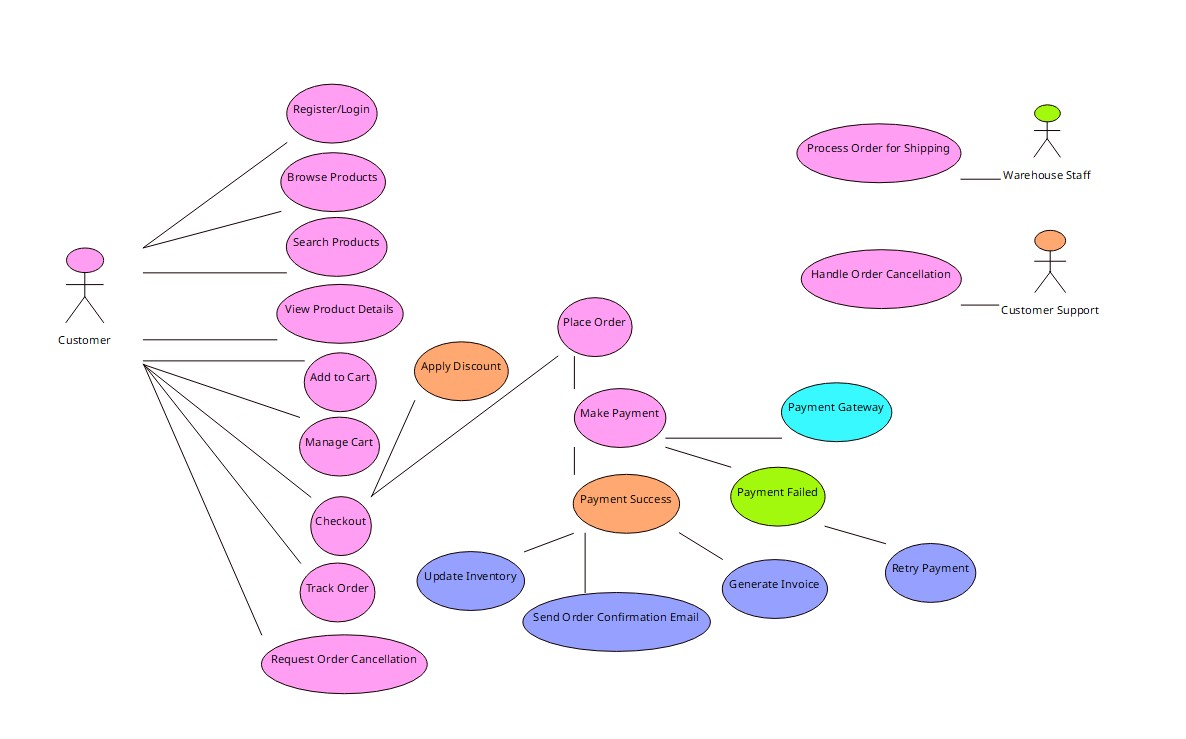 Register/Login
Browse Products
Search Products
View Product Details
Add to Cart
Manage Cart
Checkout
Track Order
Request Order Cancellation
Customer
Apply Discount
Place Order
Make Payment
Payment Gateway
Payment Success
Payment Failed
Update Inventory
Send Order Confirmation Email
Generate Invoice
Retry Payment
Process Order for Shipping
Warehouse Staff
Handle Order Cancellation
Customer Support